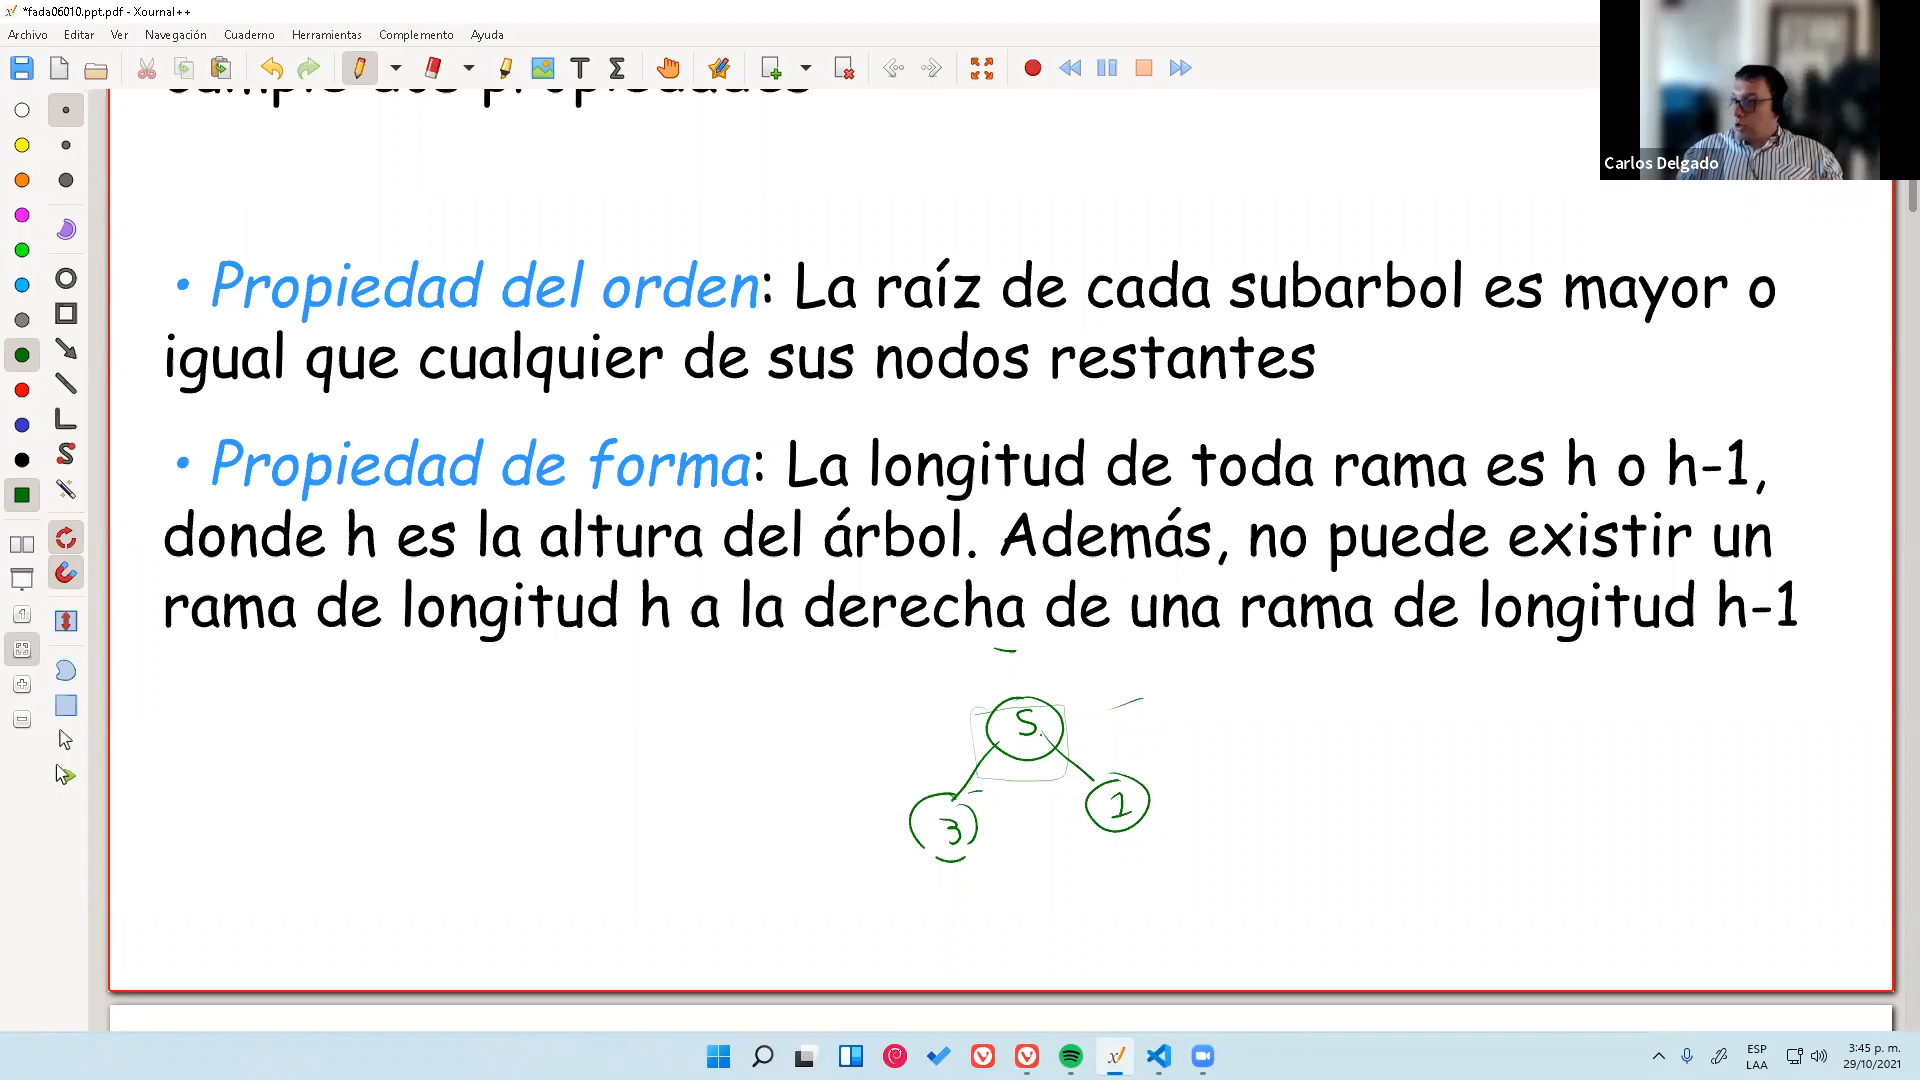 *fada06010.ppt.pdf - Xournal++
Archivo Editar Ver Navegación Cuaderno Herramientas Complemento Ayuda
cumple dos propiedades
Carlos Delgado
• Propiedad del orden: La raíz de cada subarbol es mayor o
igual que cualquier de sus nodos restantes
• Propiedad de forma: La longitud de toda rama es h o h-1,
donde h es la altura del árbol. Además, no puede existir un
rama de longitud h a la derecha de una rama de longitud h-1
5
3 1
ESP
LAA
3:45 p. m.
29/10/2021